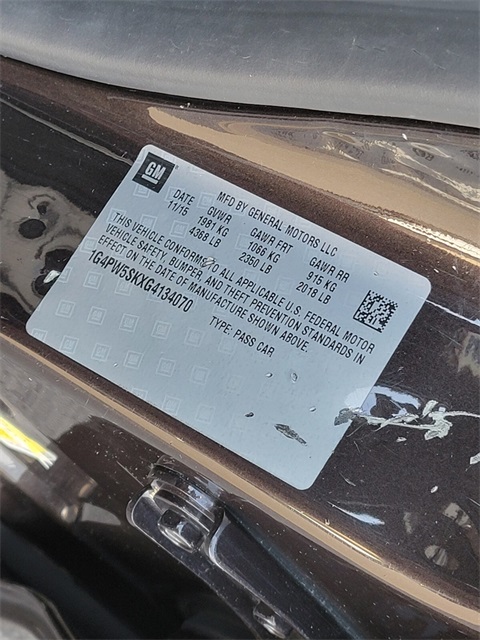 GM
MFD BY GENERAL MOTORS LLC
DATE GVWR GAWR FRT GAWR RR
11/15 1981 KG 1066 KG 915 KG
4368 LB 2350 LB 2018 LB
THIS VEHICLE CONFORMS TO ALL APPLICABLE U.S. FEDERAL MOTOR
VEHICLE SAFETY, BUMPER, AND THEFT PREVENTION STANDARDS IN
EFFECT ON THE DATE OF MANUFACTURE SHOWN ABOVE.
1G4PW5SKXG4134070 TYPE: PASS CAR